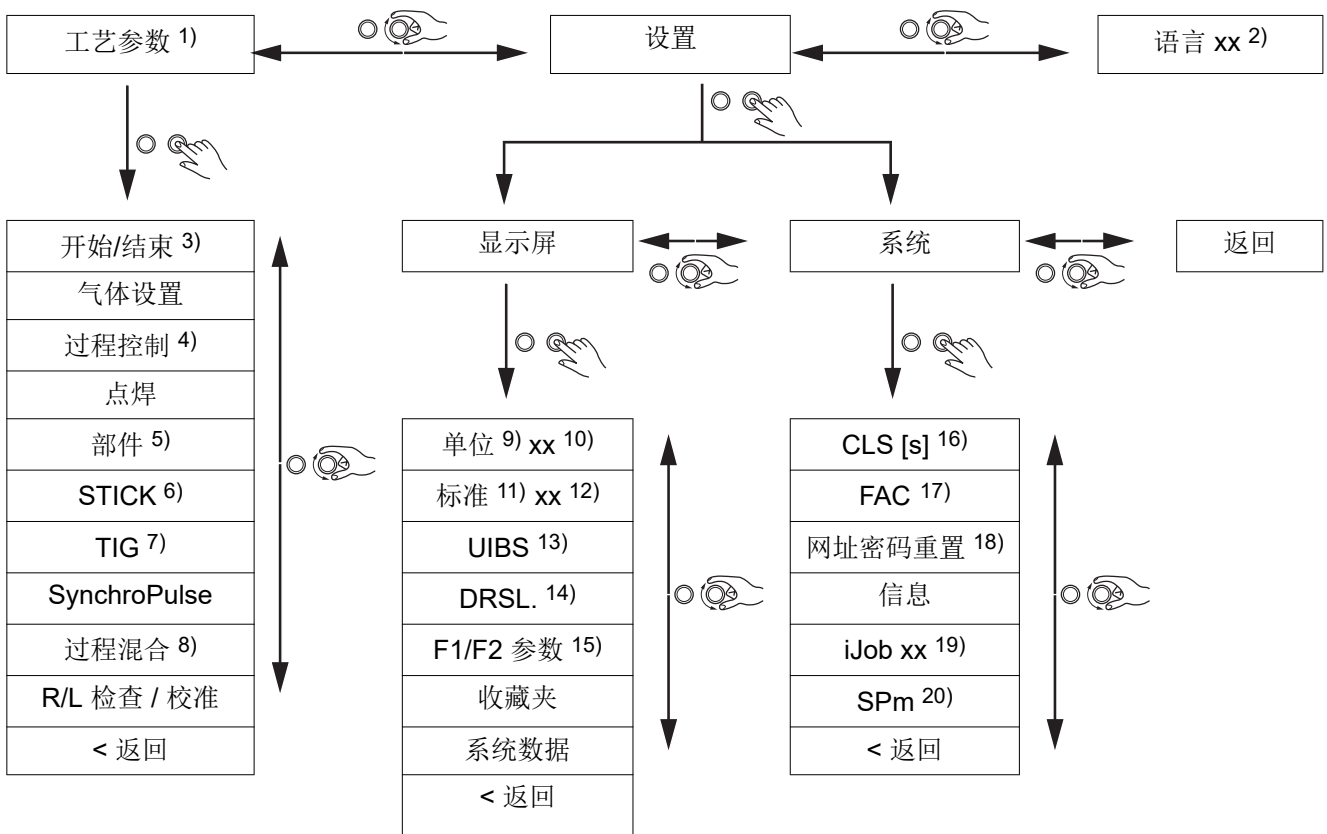 工艺参数 1)
设置
语言 xx 2)
开始/结束 3)
气体设置
过程控制 4)
点焊
部件 5)
STICK 6)
TIG 7)
SynchroPulse
过程混合 8)
R/L 检查 / 校准
< 返回
显示屏
系统
返回
单位 9) xx 10)
标准 11) xx 12)
UIBS 13)
DRSL. 14)
F1/F2 参数 15)
收藏夹
系统数据
< 返回
CLS [s] 16)
FAC 17)
网址密码重置 18)
信息
iJob xx 19)
SPm 20)
< 返回